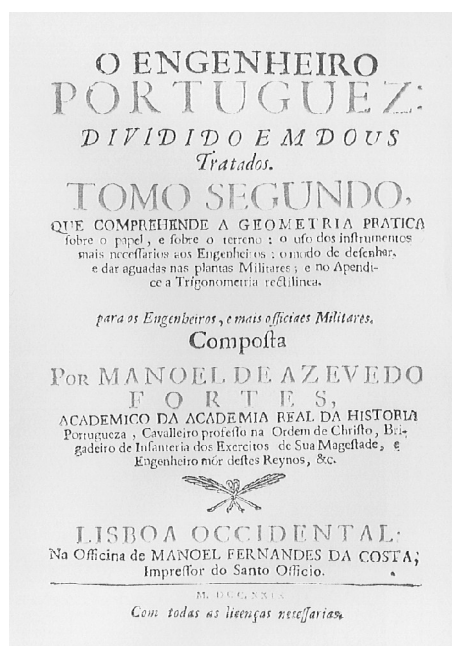 O ENGENHEIRO
PORTUGUEZ:
DIVIDIDO EM DOUS
Tratados.
TOMO SEGUNDO,
QUE COMPREHENDE A GEOMETRIA PRATICA
ſobre o papel, e ſobre o terreno : o uſo dos inſtrumentos
mais neceſſarios aos Engenheiros : o modo de deſenhar,
e dar aguadas nas plantas Militares ; e no Apendi-
ce a Trigonometria rectilinea.
para os Engenheiros, e mais officiaes Militares.
Compoſta
POR MANOEL DE AZEVEDO
FORTES,
ACADEMICO DA ACADEMIA REAL DA HISTORIA
Portugueza , Cavalleiro profeſſo na Ordem de Chriſto, Bri-
gadeiro de Infanteria dos Exercitos de Sua Mageſtade, e
Engenheiro mór deſtes Reynos, &c.
LISBOA OCCIDENTAL:
Na Officina de MANOEL FERNANDES DA COSTA;
Impreſſor do Santo Officio.
M. DCC. XXIX.
Com todas as licenças neceſſarias.